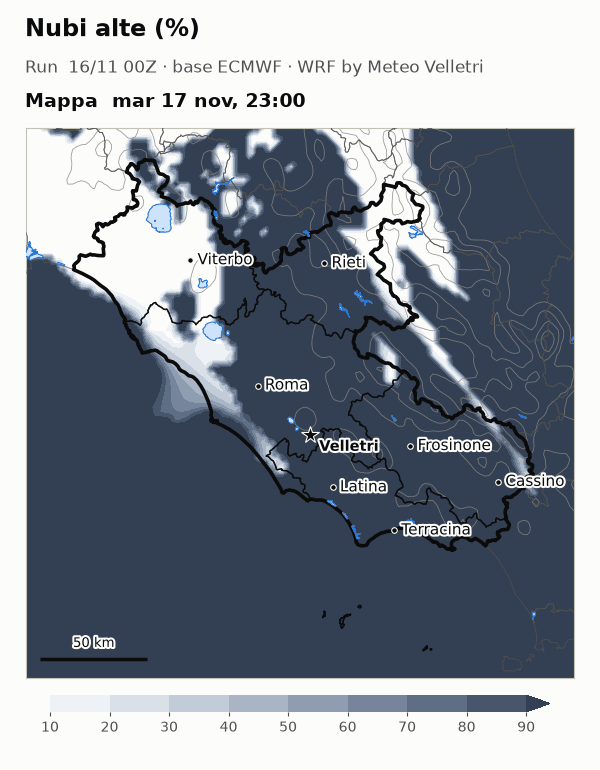 Nubi alte (%)
Run  16/11 00Z · base ECMWF · WRF by Meteo Velletri
Mappa  mar 17 nov, 23:00
Viterbo
Rieti
Roma
Velletri
Frosinone
Latina
Cassino
Terracina
50 km
10 20 30 40 50 60 70 80 90